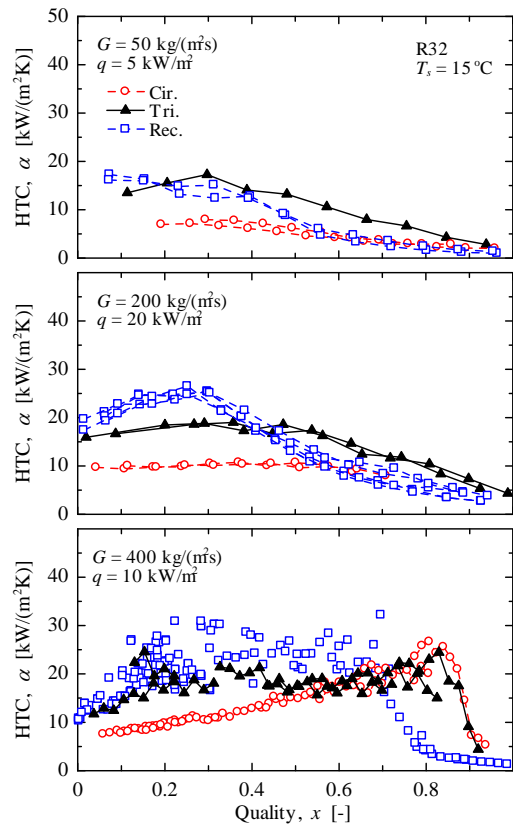 50
40
30
20
10
0
HTC, α [kW/(m²K)]
G = 50 kg/(m²s)
q = 5 kW/m²
R32
Tₛ = 15 °C
Cir.
Tri.
Rec.
40
30
20
10
0
HTC, α [kW/(m²K)]
G = 200 kg/(m²s)
q = 20 kW/m²
40
30
20
10
0
HTC, α [kW/(m²K)]
G = 400 kg/(m²s)
q = 10 kW/m²
0 0.2 0.4 0.6 0.8
Quality, x [-]